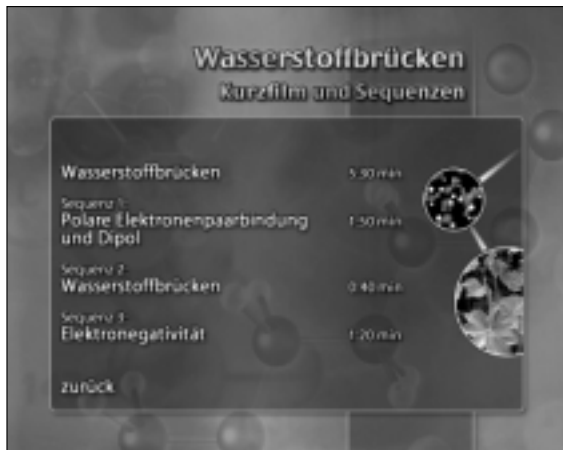 Wasserstoffbrücken
Kurzfilm und Sequenzen
Wasserstoffbrücken 5:30 min
Sequenz 1:
Polare Elektronenpaarbindung 1:50 min
und Dipol
Sequenz 2:
Wasserstoffbrücken 0:40 min
Sequenz 3:
Elektronegativität 1:20 min
zurück